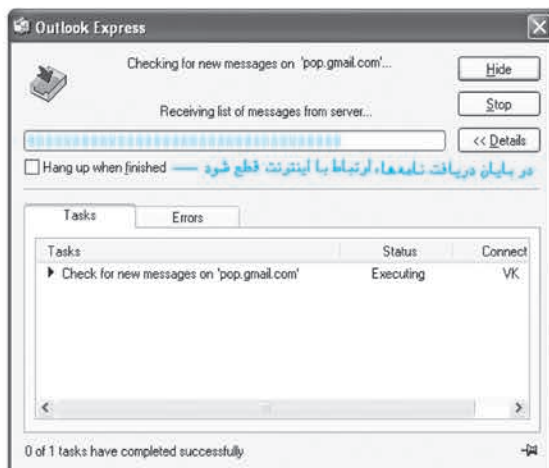 Outlook Express
Checking for new messages on 'pop.gmail.com'...
Hide
Receiving list of messages from server...
Stop
<< Details
Hang up when finished — در پایان دریافت نامه‌ها، ارتباط با اینترنت قطع شود
Tasks Errors
Tasks Status Connect
Check for new messages on 'pop.gmail.com' Executing VK
0 of 1 tasks have completed successfully